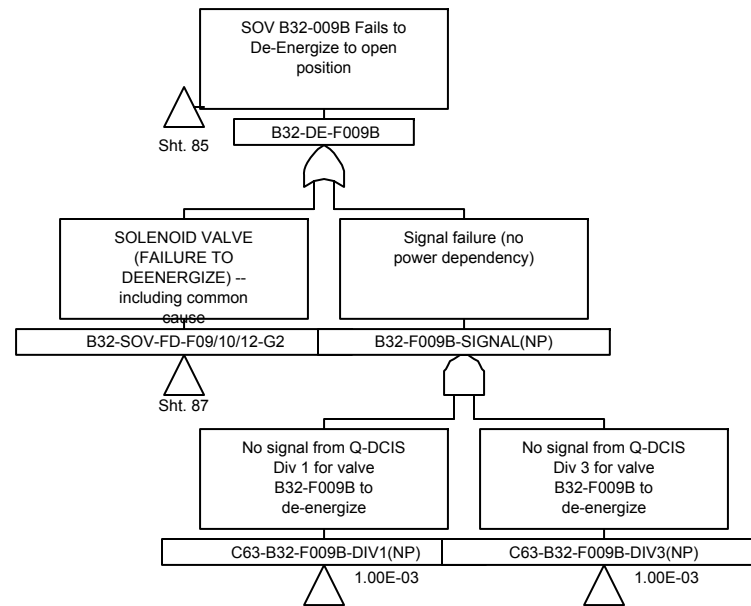 SOV B32-009B Fails to
De-Energize to open
position
Sht. 85
B32-DE-F009B
SOLENOID VALVE
(FAILURE TO
DEENERGIZE) --
including common
cause
Signal failure (no
power dependency)
B32-SOV-FD-F09/10/12-G2
B32-F009B-SIGNAL(NP)
Sht. 87
No signal from Q-DCIS
Div 1 for valve
B32-F009B to
de-energize
No signal from Q-DCIS
Div 3 for valve
B32-F009B to
de-energize
C63-B32-F009B-DIV1(NP)
C63-B32-F009B-DIV3(NP)
1.00E-03
1.00E-03